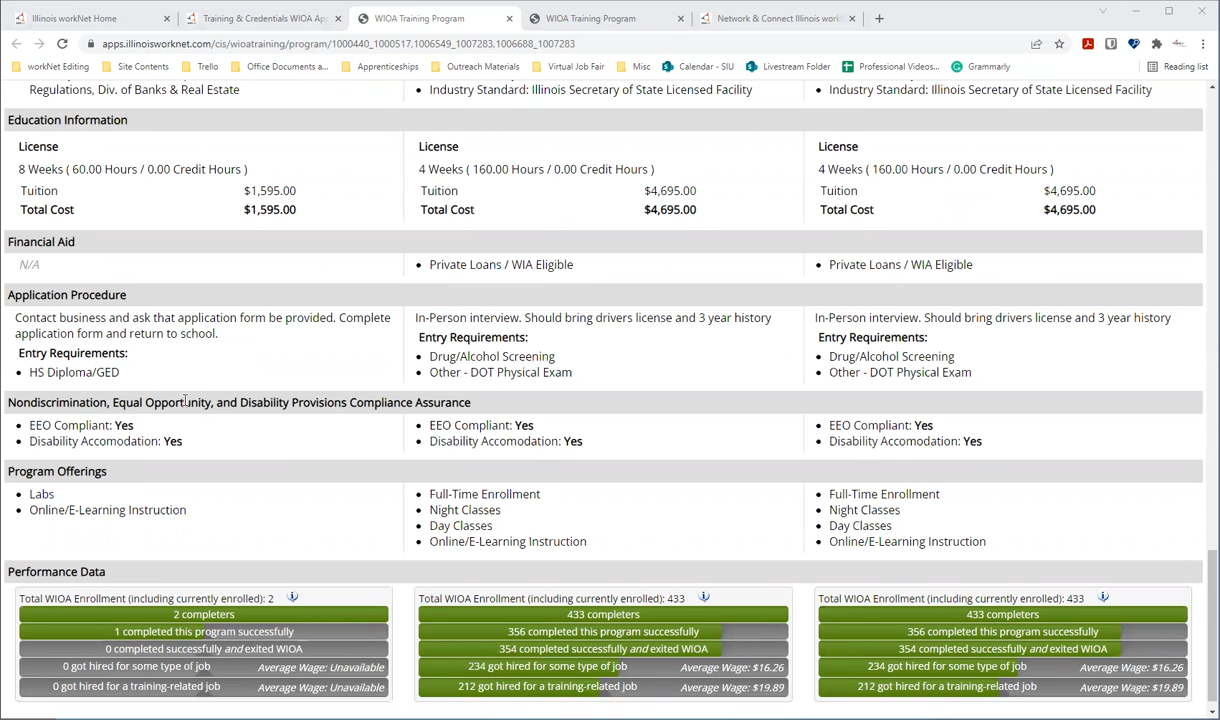 Illinois workNet Home
Training & Credentials WIOA Ap
WIOA Training Program
WIOA Training Program
Network & Connect Illinois work
apps.illinoisworknet.com/cis/wioatraining/program/1000440_1000517,1006549_1007283,1006688_1007283
workNet Editing
Site Contents
Trello
Office Documents a...
Apprenticeships
Outreach Materials
Virtual Job Fair
Misc
Calendar - SIU
Livestream Folder
Professional Videos...
Grammarly
Reading list
Regulations, Div. of Banks & Real Estate
• Industry Standard: Illinois Secretary of State Licensed Facility
• Industry Standard: Illinois Secretary of State Licensed Facility
Education Information
License
8 Weeks ( 60.00 Hours / 0.00 Credit Hours )
Tuition $1,595.00
Total Cost $1,595.00
License
4 Weeks ( 160.00 Hours / 0.00 Credit Hours )
Tuition $4,695.00
Total Cost $4,695.00
License
4 Weeks ( 160.00 Hours / 0.00 Credit Hours )
Tuition $4,695.00
Total Cost $4,695.00
Financial Aid
N/A
• Private Loans / WIA Eligible
• Private Loans / WIA Eligible
Application Procedure
Contact business and ask that application form be provided. Complete
application form and return to school.
Entry Requirements:
• HS Diploma/GED
In-Person interview. Should bring drivers license and 3 year history
Entry Requirements:
• Drug/Alcohol Screening
• Other - DOT Physical Exam
In-Person interview. Should bring drivers license and 3 year history
Entry Requirements:
• Drug/Alcohol Screening
• Other - DOT Physical Exam
Nondiscrimination, Equal Opportunity, and Disability Provisions Compliance Assurance
• EEO Compliant: Yes
• Disability Accomodation: Yes
• EEO Compliant: Yes
• Disability Accomodation: Yes
• EEO Compliant: Yes
• Disability Accomodation: Yes
Program Offerings
• Labs
• Online/E-Learning Instruction
• Full-Time Enrollment
• Night Classes
• Day Classes
• Online/E-Learning Instruction
• Full-Time Enrollment
• Night Classes
• Day Classes
• Online/E-Learning Instruction
Performance Data
Total WIOA Enrollment (including currently enrolled): 2
2 completers
1 completed this program successfully
0 completed successfully and exited WIOA
0 got hired for some type of job Average Wage: Unavailable
0 got hired for a training-related job Average Wage: Unavailable
Total WIOA Enrollment (including currently enrolled): 433
433 completers
356 completed this program successfully
354 completed successfully and exited WIOA
234 got hired for some type of job Average Wage: $16.26
212 got hired for a training-related job Average Wage: $19.89
Total WIOA Enrollment (including currently enrolled): 433
433 completers
356 completed this program successfully
354 completed successfully and exited WIOA
234 got hired for some type of job Average Wage: $16.26
212 got hired for a training-related job Average Wage: $19.89